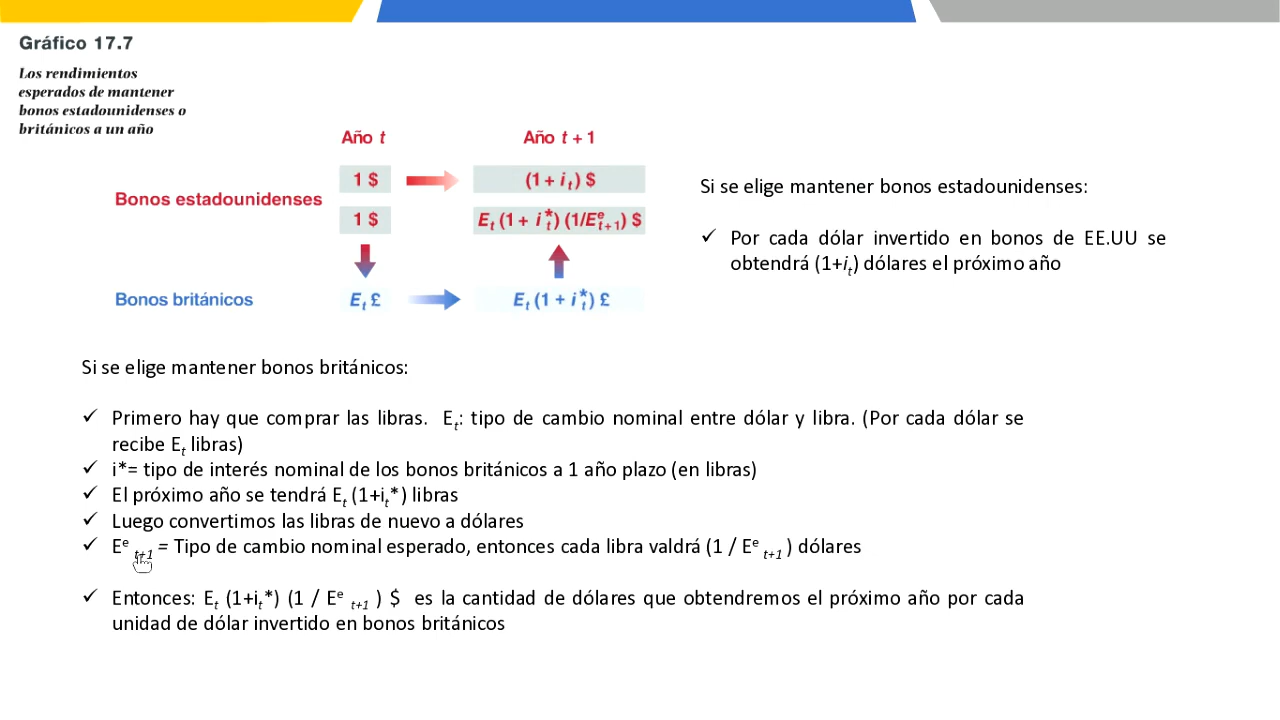 Gráfico 17.7
Los rendimientos
esperados de mantener
bonos estadounidenses o
británicos a un año
Año t
Año t + 1
Bonos estadounidenses
1 $
(1 + i_t) $
1 $
E_t (1 + i*_t) (1/E^e_t+1) $
Bonos británicos
E_t £
E_t (1 + i*_t) £
Si se elige mantener bonos estadounidenses:
✓ Por cada dólar invertido en bonos de EE.UU se
obtendrá (1+i_t) dólares el próximo año
Si se elige mantener bonos británicos:
✓ Primero hay que comprar las libras. E_t: tipo de cambio nominal entre dólar y libra. (Por cada dólar se
recibe E_t libras)
✓ i*= tipo de interés nominal de los bonos británicos a 1 año plazo (en libras)
✓ El próximo año se tendrá E_t (1+i_t*) libras
✓ Luego convertimos las libras de nuevo a dólares
✓ E^e _t+1 = Tipo de cambio nominal esperado, entonces cada libra valdrá (1 / E^e _t+1 ) dólares
✓ Entonces: E_t (1+i_t*) (1 / E^e _t+1 ) $ es la cantidad de dólares que obtendremos el próximo año por cada
unidad de dólar invertido en bonos británicos